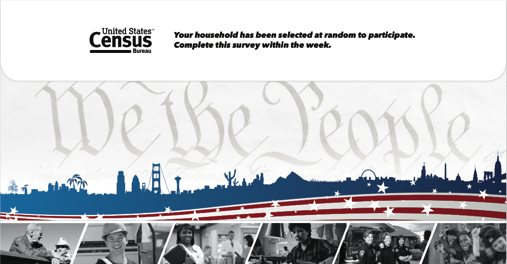 United States™
Census
Bureau
Your household has been selected at random to participate.
Complete this survey within the week.
We the People